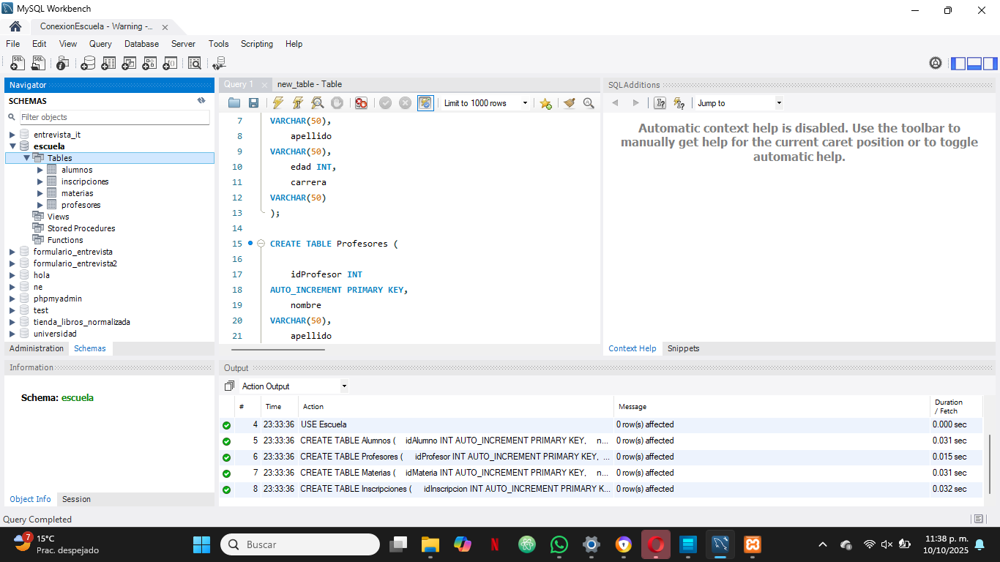 MySQL Workbench
ConexionEscuela - Warning -...
File Edit View Query Database Server Tools Scripting Help
Navigator
SCHEMAS
Filter objects
entrevista_it
escuela
Tables
alumnos
inscripciones
materias
profesores
Views
Stored Procedures
Functions
formulario_entrevista
formulario_entrevista2
hola
ne
phpmyadmin
test
tienda_libros_normalizada
universidad
Administration Schemas
Information
Schema: escuela
Object Info Session
Query 1 new_table - Table
Limit to 1000 rows
7 VARCHAR(50),
8 apellido
9 VARCHAR(50),
10 edad INT,
11 carrera
12 VARCHAR(50)
13 );
14
15 CREATE TABLE Profesores (
16
17 idProfesor INT
18 AUTO_INCREMENT PRIMARY KEY,
19 nombre
20 VARCHAR(50),
21 apellido
SQLAdditions
Jump to
Automatic context help is disabled. Use the toolbar to
manually get help for the current caret position or to toggle
automatic help.
Context Help Snippets
Output
Action Output
# Time Action Message Duration / Fetch
4 23:33:36 USE Escuela 0 row(s) affected 0.000 sec
5 23:33:36 CREATE TABLE Alumnos ( idAlumno INT AUTO_INCREMENT PRIMARY KEY, n... 0 row(s) affected 0.031 sec
6 23:33:36 CREATE TABLE Profesores ( idProfesor INT AUTO_INCREMENT PRIMARY KEY, ... 0 row(s) affected 0.015 sec
7 23:33:36 CREATE TABLE Materias ( idMateria INT AUTO_INCREMENT PRIMARY KEY, n... 0 row(s) affected 0.031 sec
8 23:33:36 CREATE TABLE Inscripciones ( idInscripcion INT AUTO_INCREMENT PRIMARY K... 0 row(s) affected 0.032 sec
Query Completed
7
15°C
Prac. despejado
Buscar
11:38 p. m.
10/10/2025